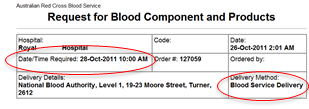 Australian Red Cross Blood Service
Request for Blood Component and Products
Hospital: Code: Date:
Royal Hospital 26-Oct-2011 2:01 AM
Date/Time Required: 28-Oct-2011 10:00 AM Order #: 127059 Ordered by:
Delivery Details: Delivery Method:
National Blood Authority, Level 1, 19-23 Moore Street, Turner, Blood Service Delivery
2612